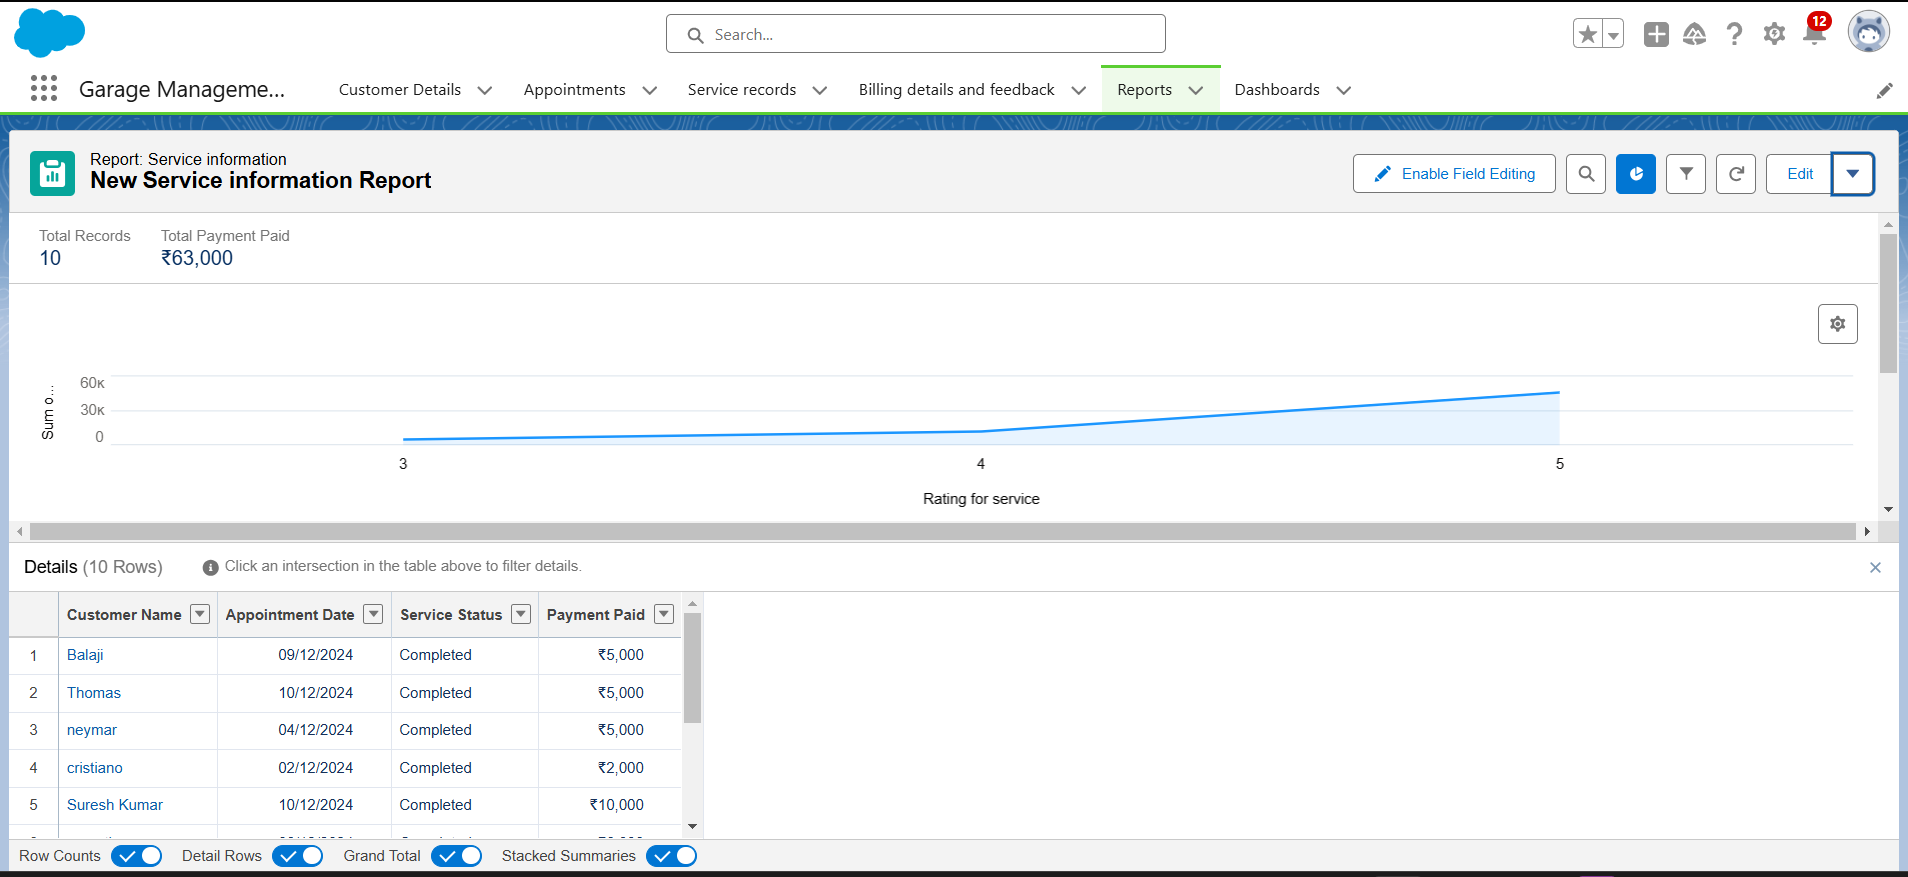 Search...
12
Garage Manageme...
Customer Details
Appointments
Service records
Billing details and feedback
Reports
Dashboards
Report: Service information
New Service information Report
Enable Field Editing
Edit
Total Records
10
Total Payment Paid
₹63,000
Sum o...
60K
30K
0
3
4
5
Rating for service
Details (10 Rows)
Click an intersection in the table above to filter details.
Customer Name Appointment Date Service Status Payment Paid
1 Balaji 09/12/2024 Completed ₹5,000
2 Thomas 10/12/2024 Completed ₹5,000
3 neymar 04/12/2024 Completed ₹5,000
4 cristiano 02/12/2024 Completed ₹2,000
5 Suresh Kumar 10/12/2024 Completed ₹10,000
Row Counts Detail Rows Grand Total Stacked Summaries